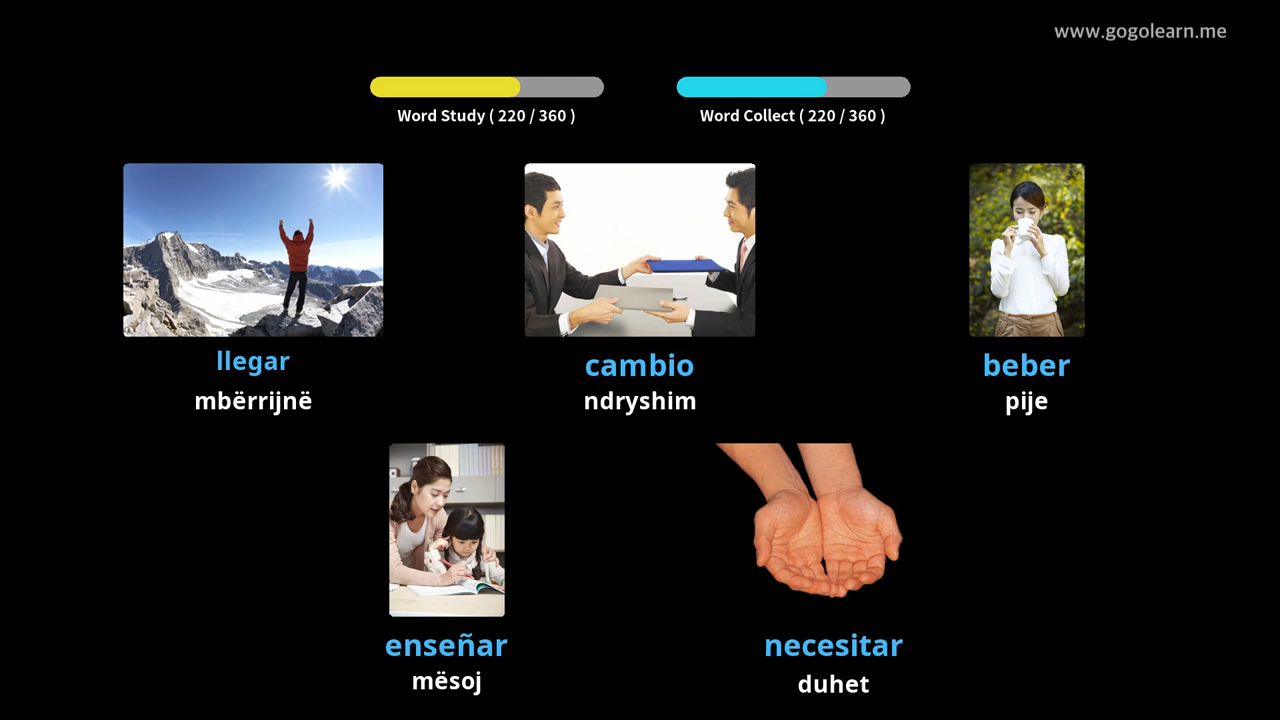 www.gogolearn.me
Word Study ( 220 / 360 )
Word Collect ( 220 / 360 )
llegar
mbërrijnë
cambio
ndryshim
beber
pije
enseñar
mësoj
necesitar
duhet